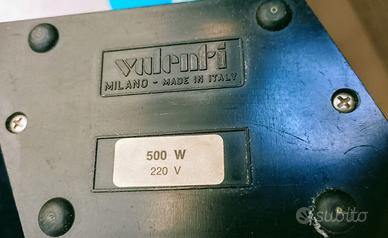 valenti
MILANO - MADE IN ITALY
500 W
220 V
subito